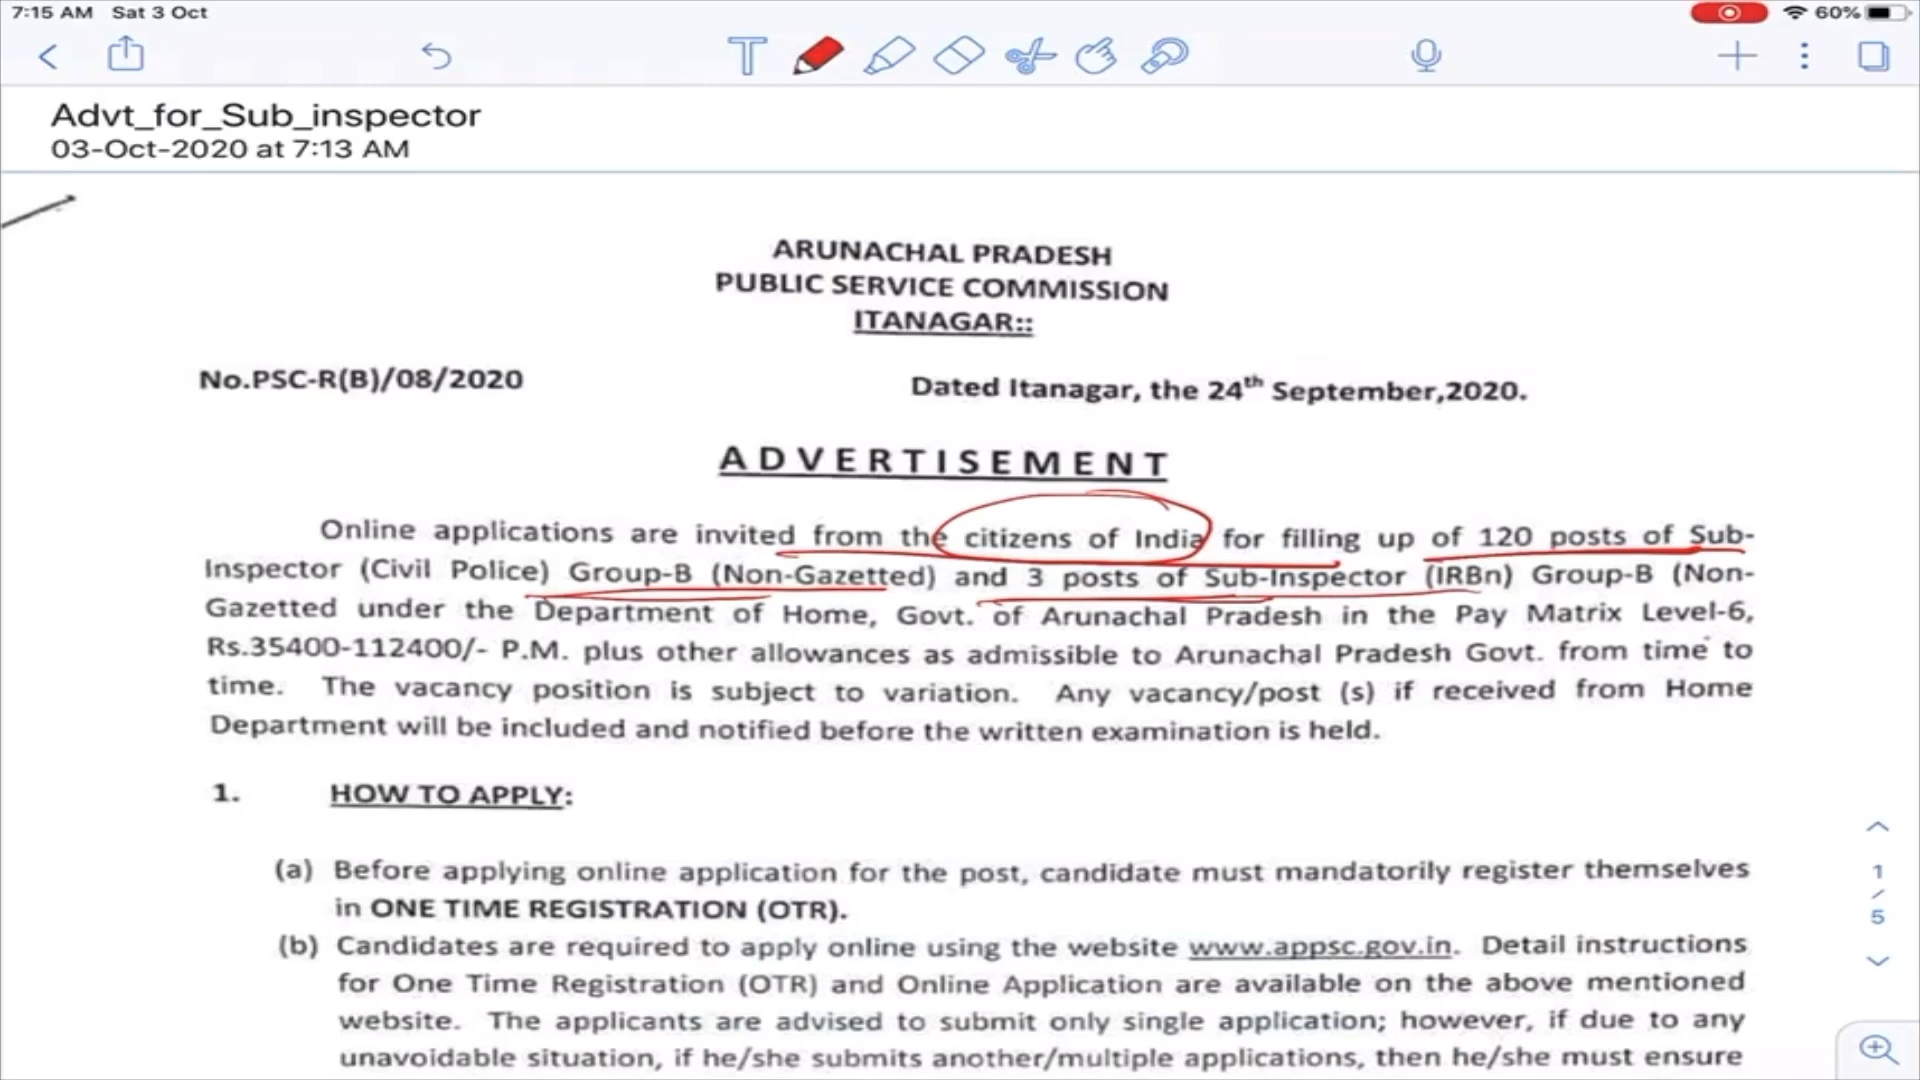 7:15 AM Sat 3 Oct
60%
Advt_for_Sub_inspector
03-Oct-2020 at 7:13 AM
ARUNACHAL PRADESH
PUBLIC SERVICE COMMISSION
ITANAGAR::
No.PSC-R(B)/08/2020
Dated Itanagar, the 24th September,2020.
ADVERTISEMENT
Online applications are invited from the citizens of India for filling up of 120 posts of Sub-
Inspector (Civil Police) Group-B (Non-Gazetted) and 3 posts of Sub-Inspector (IRBn) Group-B (Non-
Gazetted under the Department of Home, Govt. of Arunachal Pradesh in the Pay Matrix Level-6,
Rs.35400-112400/- P.M. plus other allowances as admissible to Arunachal Pradesh Govt. from time to
time. The vacancy position is subject to variation. Any vacancy/post (s) if received from Home
Department will be included and notified before the written examination is held.
1. HOW TO APPLY:
(a) Before applying online application for the post, candidate must mandatorily register themselves
in ONE TIME REGISTRATION (OTR).
(b) Candidates are required to apply online using the website www.appsc.gov.in. Detail instructions
for One Time Registration (OTR) and Online Application are available on the above mentioned
website. The applicants are advised to submit only single application; however, if due to any
unavoidable situation, if he/she submits another/multiple applications, then he/she must ensure
1
/
5